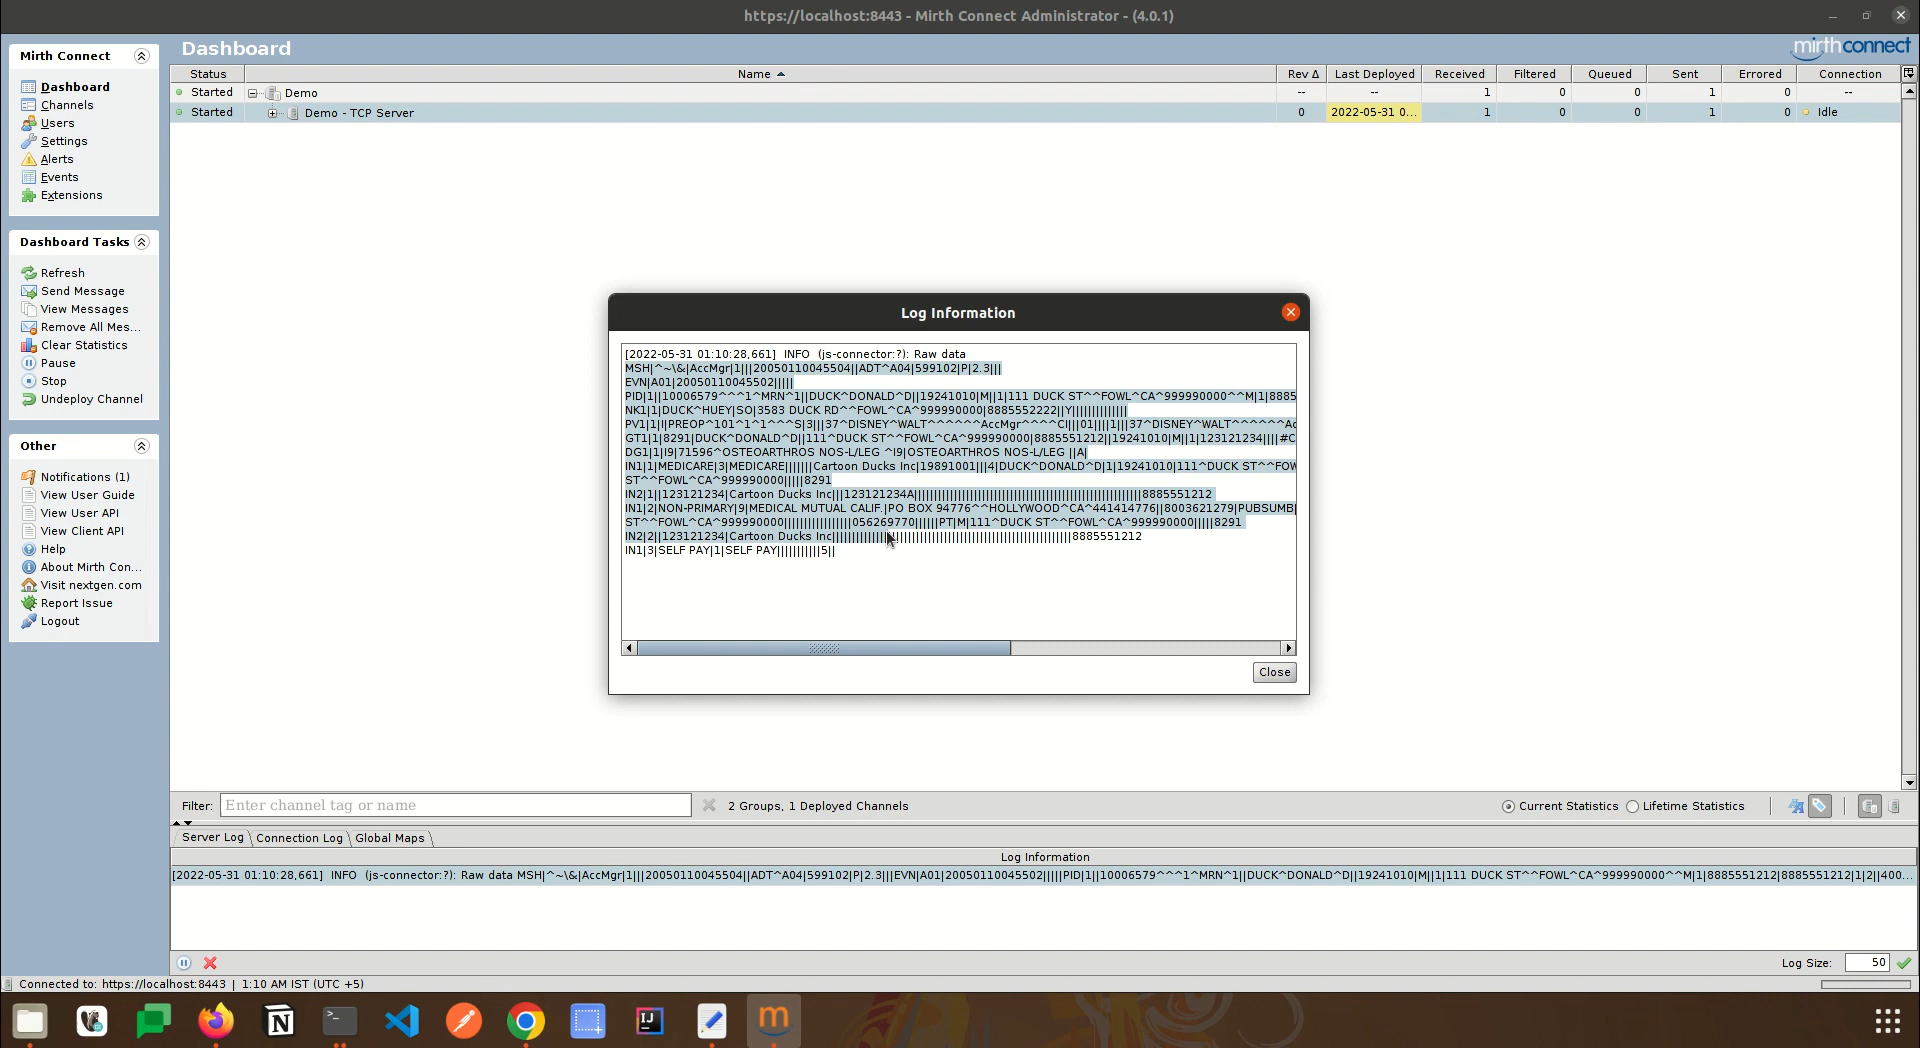 https://localhost:8443 - Mirth Connect Administrator - (4.0.1)
Mirth Connect
Dashboard
Channels
Users
Settings
Alerts
Events
Extensions
Dashboard Tasks
Refresh
Send Message
View Messages
Remove All Mes...
Clear Statistics
Pause
Stop
Undeploy Channel
Other
Notifications (1)
View User Guide
View User API
View Client API
Help
About Mirth Con...
Visit nextgen.com
Report Issue
Logout
Dashboard
mirthconnect
Status Name Rev Δ Last Deployed Received Filtered Queued Sent Errored Connection
Started Demo -- -- 1 0 0 1 0 --
Started Demo - TCP Server 0 2022-05-31 0... 1 0 0 1 0 Idle
Log Information
[2022-05-31 01:10:28,661] INFO (js-connector:?): Raw data
MSH|^~\&|AccMgr|1|||20050110045504||ADT^A04|599102|P|2.3|||
EVN|A01|20050110045502|||||
PID|1||10006579^^^1^MRN^1||DUCK^DONALD^D||19241010|M||1|111 DUCK ST^^FOWL^CA^999990000^^M|1|8885
NK1|1|DUCK^HUEY|SO|3583 DUCK RD^^FOWL^CA^999990000|8885552222||Y||||||||||||||
PV1|1|I|PREOP^101^1^1^^^S|3|||37^DISNEY^WALT^^^^^^AccMgr^^^^CI|||01||||1|||37^DISNEY^WALT^^^^^^Ac
GT1|1|8291|DUCK^DONALD^D||111^DUCK ST^^FOWL^CA^999990000|8885551212||19241010|M||1|123121234||||#C
DG1|1|I9|71596^OSTEOARTHROS NOS-L/LEG ^I9|OSTEOARTHROS NOS-L/LEG ||A|
IN1|1|MEDICARE|3|MEDICARE|||||||Cartoon Ducks Inc|19891001|||4|DUCK^DONALD^D|1|19241010|111^DUCK ST^^FOW
ST^^FOWL^CA^999990000|||||8291
IN2|1||123121234|Cartoon Ducks Inc|||123121234A||||||||||||||||||||||||||||||||||||||||||||||||||||||||8885551212
IN1|2|NON-PRIMARY|9|MEDICAL MUTUAL CALIF.|PO BOX 94776^^HOLLYWOOD^CA^441414776||8003621279|PUBSUMB|
ST^^FOWL^CA^999990000|||||||||||||||||056269770||||||PT|M|111^DUCK ST^^FOWL^CA^999990000|||||8291
IN2|2||123121234|Cartoon Ducks Inc||||||||||||||||||||||||||||||||||||||||||||||||||||||||||||8885551212
IN1|3|SELF PAY|1|SELF PAY|||||||||||5||
Close
Filter: Enter channel tag or name 2 Groups, 1 Deployed Channels Current Statistics Lifetime Statistics
Server Log Connection Log Global Maps
Log Information
[2022-05-31 01:10:28,661] INFO (js-connector:?): Raw data MSH|^~\&|AccMgr|1|||20050110045504||ADT^A04|599102|P|2.3|||EVN|A01|20050110045502|||||PID|1||10006579^^^1^MRN^1||DUCK^DONALD^D||19241010|M||1|111 DUCK ST^^FOWL^CA^999990000^^M|1|8885551212|8885551212|1|2||400...
Log Size: 50
Connected to: https://localhost:8443 | 1:10 AM IST (UTC +5)